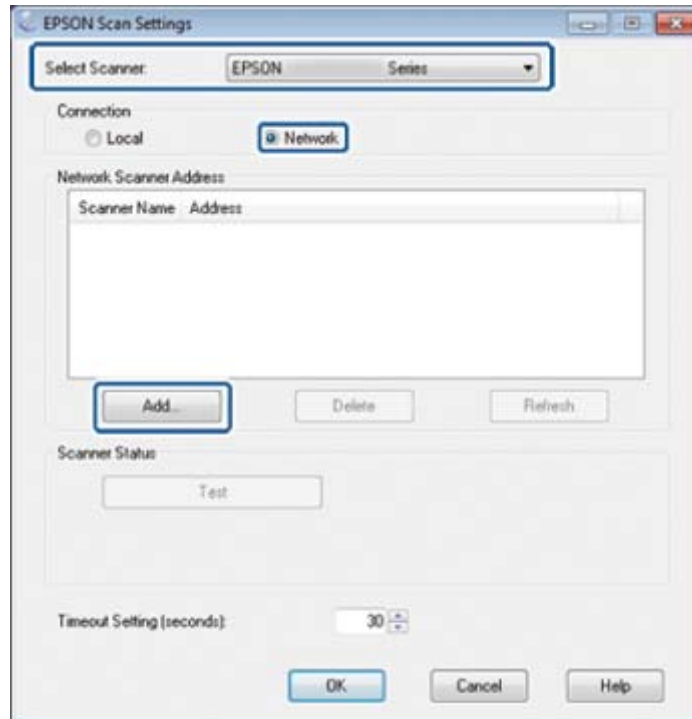 EPSON Scan Settings
Select Scanner: EPSON Series
Connection
Local Network
Network Scanner Address
Scanner Name Address
Add... Delete Refresh
Scanner Status
Test
Timeout Setting (seconds): 30
OK Cancel Help